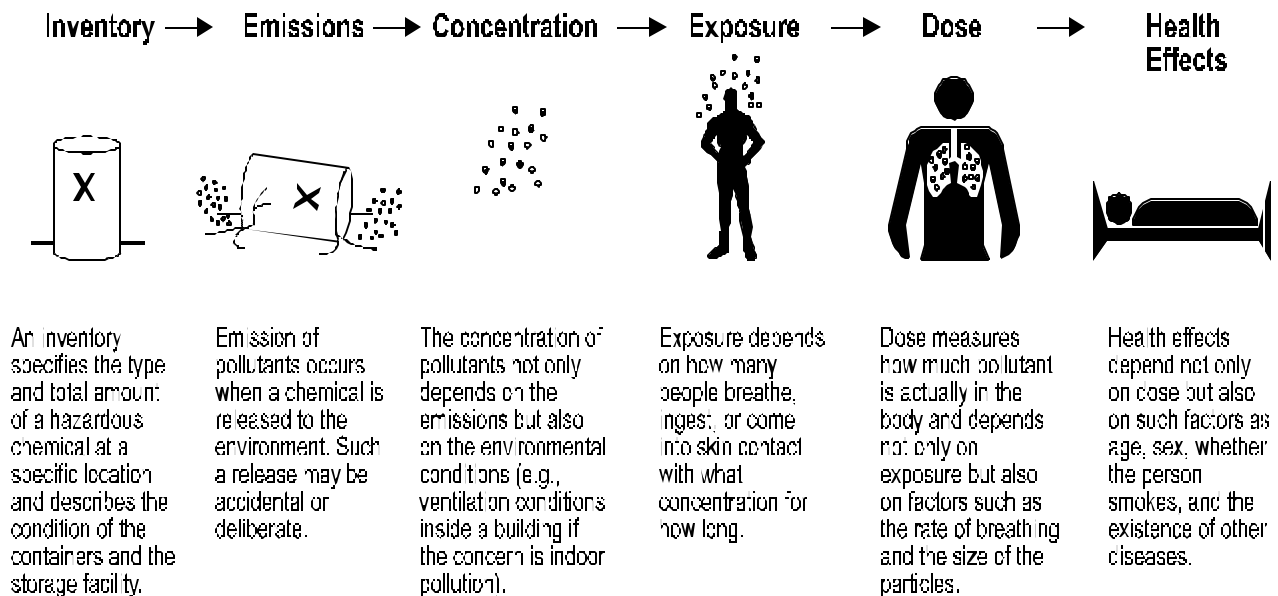 Inventory
Emissions
Concentration
Exposure
Dose
Health
Effects
X
X
An inventory
specifies the type
and total amount
of a hazardous
chemical at a
specific location
and describes the
condition of the
containers and the
storage facility.
Emission of
pollutants occurs
when a chemical is
released to the
environment. Such
a release may be
accidental or
deliberate.
The concentration of
pollutants not only
depends on the
emissions but also
on the environmental
conditions (e.g.,
ventilation conditions
inside a building if
the concern is indoor
pollution).
Exposure depends
on how many
people breathe,
ingest, or come
into skin contact
with what
concentration for
how long.
Dose measures
how much pollutant
is actually in the
body and depends
not only on
exposure but also
on factors such as
the rate of breathing
and the size of the
particles.
Health effects
depend not only
on dose but also
on such factors as
age, sex, whether
the person
smokes, and the
existence of other
diseases.